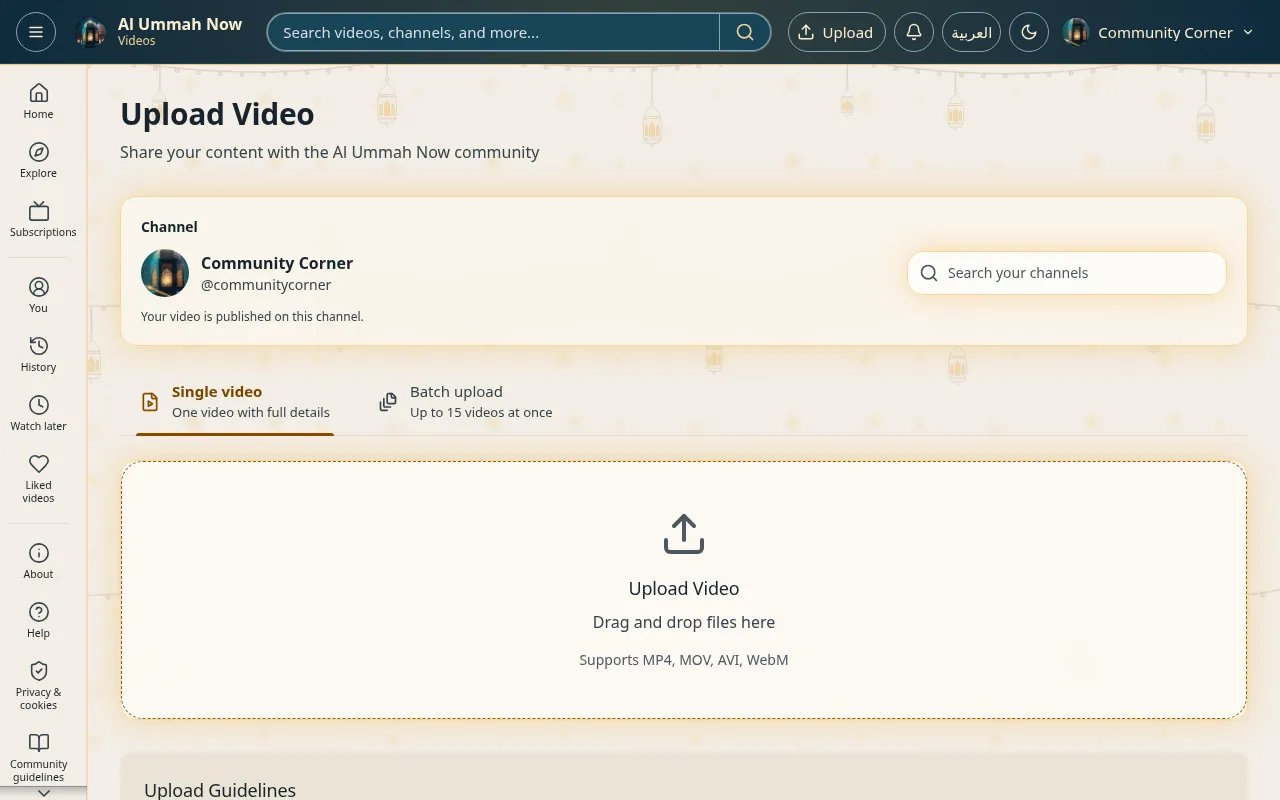 Al Ummah Now
Videos
Search videos, channels, and more...
Upload
العربية
Community Corner
Home
Explore
Subscriptions
You
History
Watch later
Liked
videos
About
Help
Privacy &
cookies
Community
guidelines
Upload Video
Share your content with the Al Ummah Now community
Channel
Community Corner
@communitycorner
Search your channels
Your video is published on this channel.
Single video
One video with full details
Batch upload
Up to 15 videos at once
Upload Video
Drag and drop files here
Supports MP4, MOV, AVI, WebM
Upload Guidelines